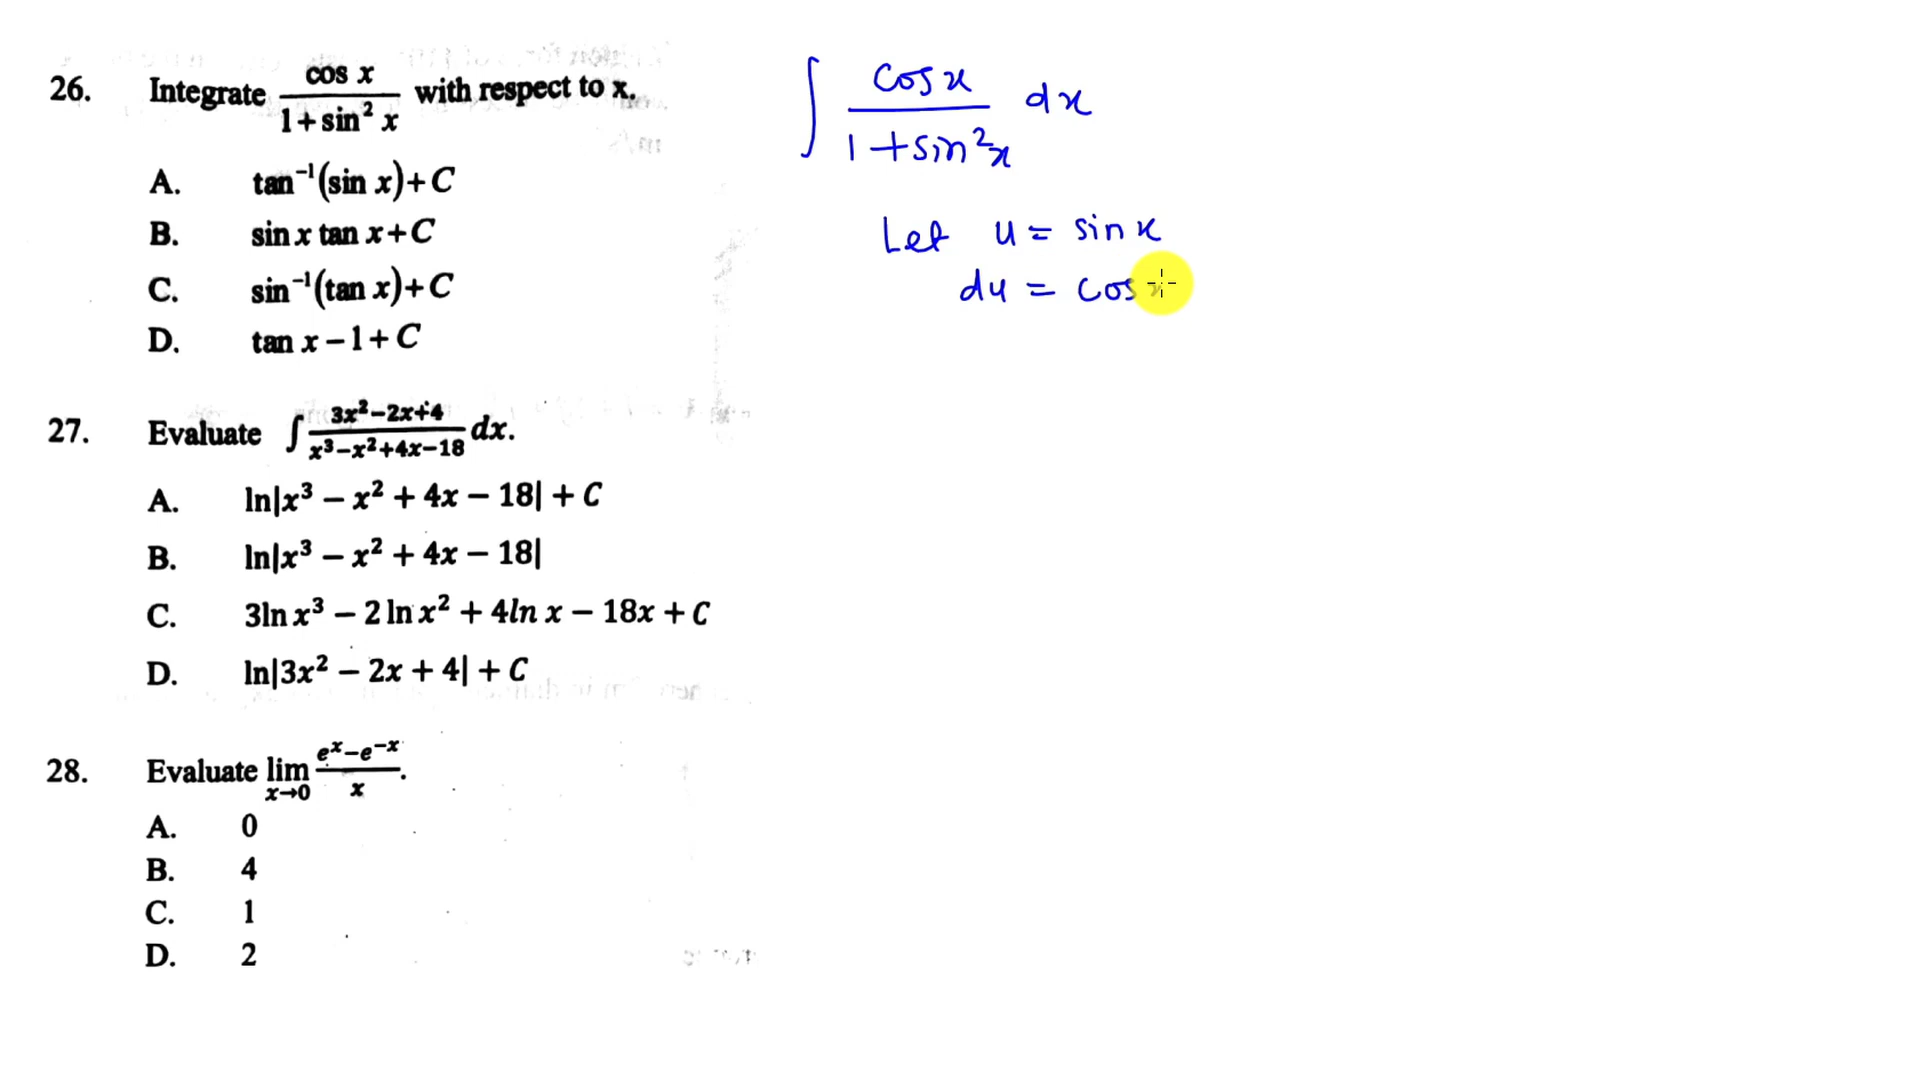 26. Integrate cos x / 1+sin² x with respect to x.
A. tan⁻¹(sin x)+C
B. sin x tan x+C
C. sin⁻¹(tan x)+C
D. tan x – 1 + C
27. Evaluate ∫ 3x²−2x+4 / x³−x²+4x−18 dx.
A. ln|x³ − x² + 4x − 18| + C
B. ln|x³ − x² + 4x − 18|
C. 3ln x³ − 2 ln x² + 4ln x − 18x + C
D. ln|3x² − 2x + 4| + C
28. Evaluate lim x→0 eˣ−e⁻ˣ / x.
A. 0
B. 4
C. 1
D. 2
∫ cos x / 1+sin²x dx
Let u = sin x
du = cos x